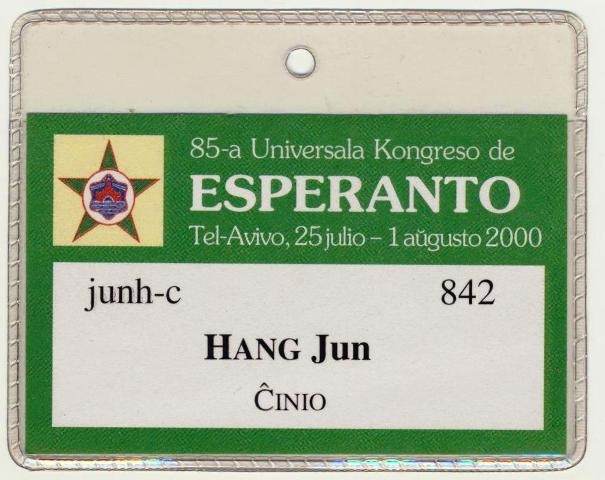 85-a Universala Kongreso de
ESPERANTO
Tel-Avivo, 25 julio – 1 aŭgusto 2000
junh-c 842
HANG Jun
ĈINIO